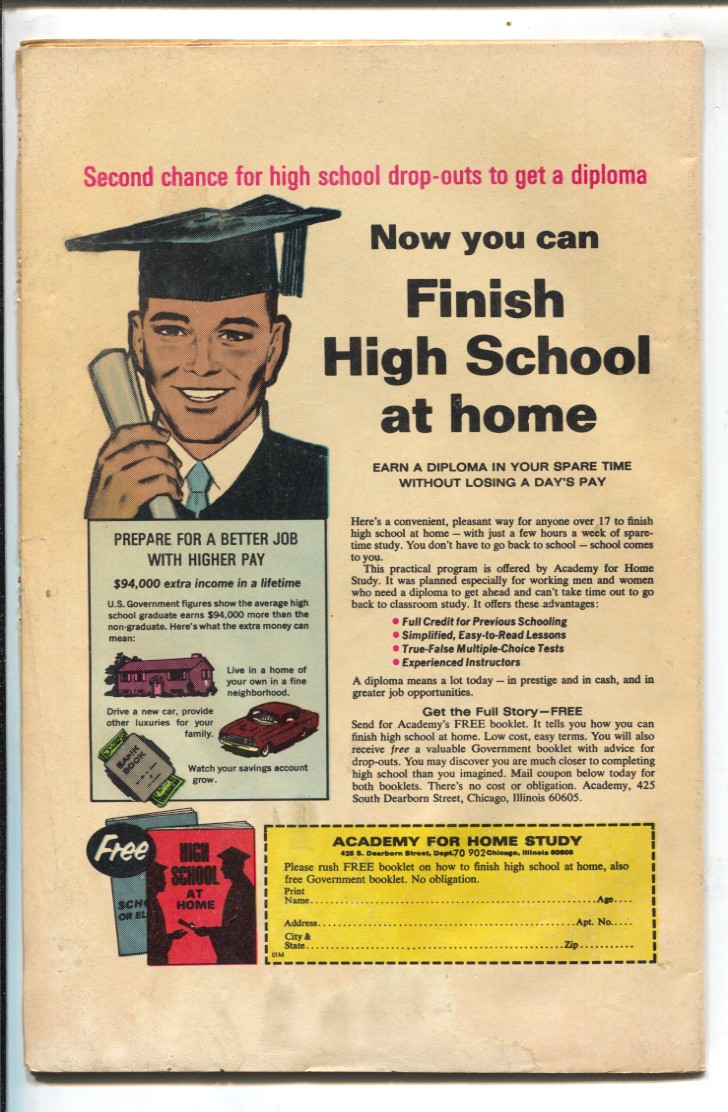 Second chance for high school drop-outs to get a diploma
Now you can
Finish
High School
at home
EARN A DIPLOMA IN YOUR SPARE TIME
WITHOUT LOSING A DAY'S PAY
PREPARE FOR A BETTER JOB
WITH HIGHER PAY
$94,000 extra income in a lifetime
U.S. Government figures show the average high
school graduate earns $94,000 more than the
non-graduate. Here's what the extra money can
mean:
Live in a home of
your own in a fine
neighborhood.
Drive a new car, provide
other luxuries for your
family.
BANK
BOOK
Watch your savings account
grow.
Here's a convenient, pleasant way for anyone over 17 to finish
high school at home — with just a few hours a week of spare-
time study. You don't have to go back to school — school comes
to you.
This practical program is offered by Academy for Home
Study. It was planned especially for working men and women
who need a diploma to get ahead and can't take time out to go
back to classroom study. It offers these advantages:
• Full Credit for Previous Schooling
• Simplified, Easy-to-Read Lessons
• True-False Multiple-Choice Tests
• Experienced Instructors
A diploma means a lot today — in prestige and in cash, and in
greater job opportunities.
Get the Full Story—FREE
Send for Academy's FREE booklet. It tells you how you can
finish high school at home. Low cost, easy terms. You will also
receive free a valuable Government booklet with advice for
drop-outs. You may discover you are much closer to completing
high school than you imagined. Mail coupon below today for
both booklets. There's no cost or obligation. Academy, 425
South Dearborn Street, Chicago, Illinois 60605.
Free
SCH
OR EL
HIGH
SCHOOL
AT
HOME
ACADEMY FOR HOME STUDY
425 S. Dearborn Street, Dept.70 902 Chicago, Illinois 60605
Please rush FREE booklet on how to finish high school at home, also
free Government booklet. No obligation.
Print
Name.....Age....
Address.....Apt. No.....
City &
State.....Zip.....
01M